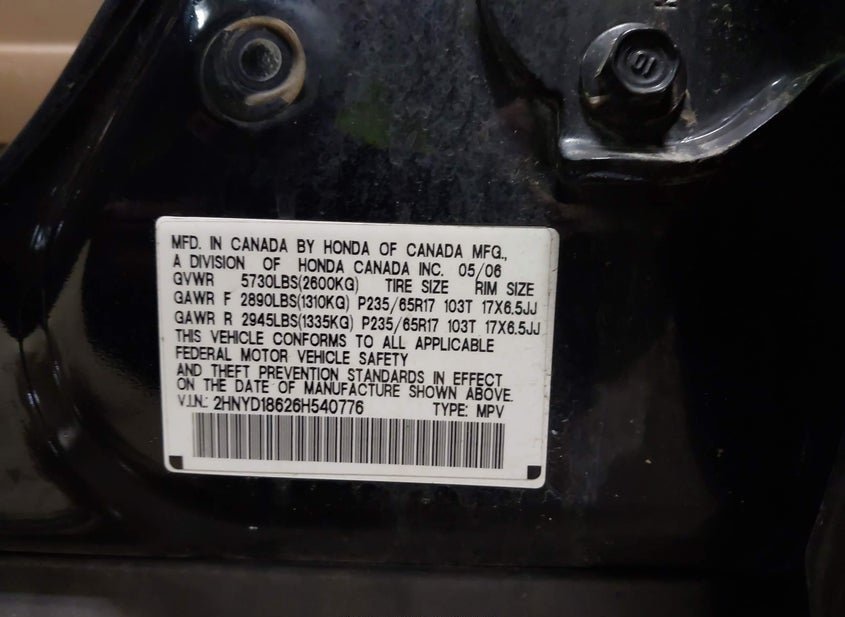 MFD. IN CANADA BY HONDA OF CANADA MFG.,
A DIVISION OF HONDA CANADA INC. 05/06
GVWR 5730LBS(2600KG) TIRE SIZE RIM SIZE
GAWR F 2890LBS(1310KG) P235/65R17 103T 17X6.5JJ
GAWR R 2945LBS(1335KG) P235/65R17 103T 17X6.5JJ
THIS VEHICLE CONFORMS TO ALL APPLICABLE
FEDERAL MOTOR VEHICLE SAFETY
AND THEFT PREVENTION STANDARDS IN EFFECT
ON THE DATE OF MANUFACTURE SHOWN ABOVE.
V.I.N.: 2HNYD18626H540776 TYPE: MPV